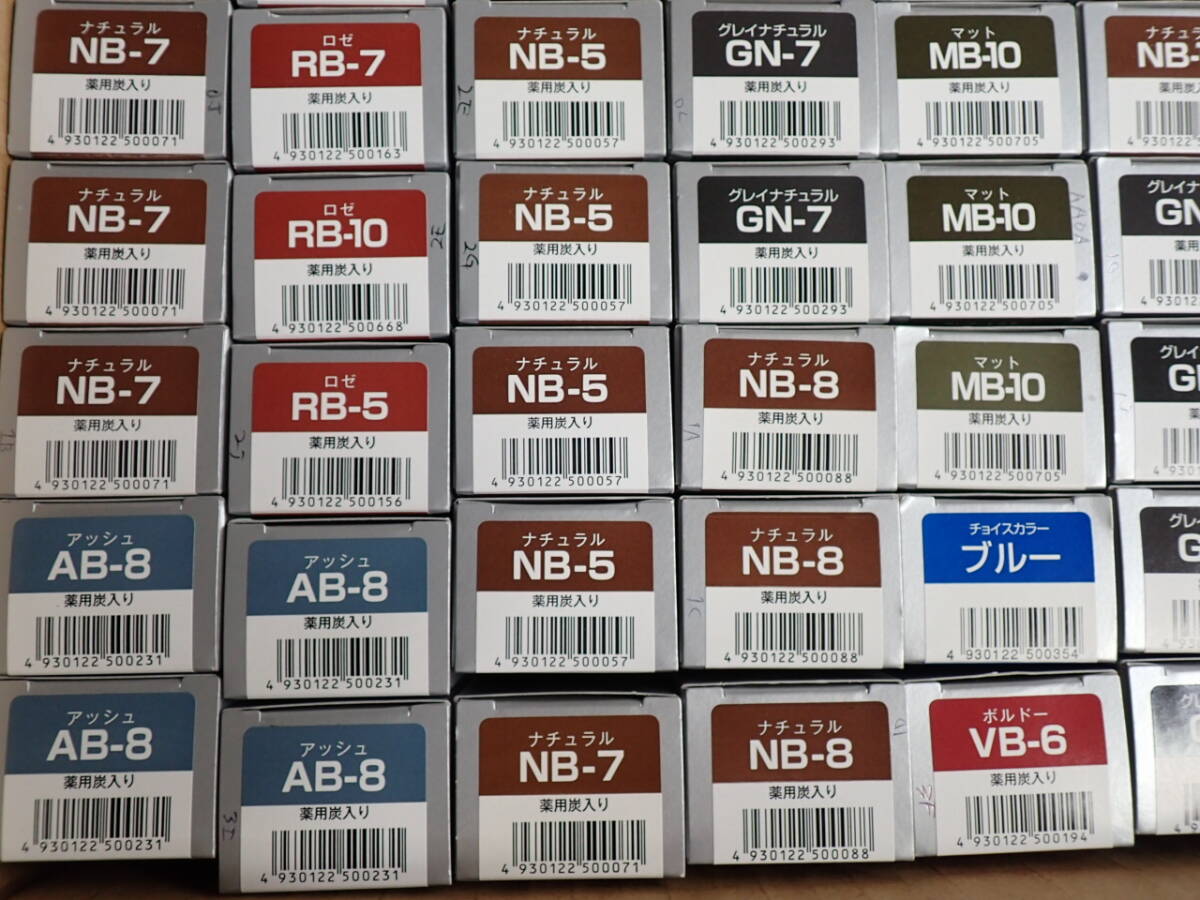 ナチュラル
NB-7
薬用炭入り
4 930122 500071
ロゼ
RB-7
薬用炭入り
4 930122 500163
ナチュラル
NB-5
薬用炭入り
4 930122 500057
グレイナチュラル
GN-7
薬用炭入り
4 930122 500293
マット
MB-10
薬用炭入り
4 930122 500705
ナチュラル
NB-7
薬用炭入り
4 930122 500071
ロゼ
RB-10
薬用炭入り
4 930122 500668
2E
ナチュラル
NB-5
薬用炭入り
4 930122 500057
グレイナチュラル
GN-7
薬用炭入り
4 930122 500293
マット
MB-10
薬用炭入り
4 930122 500705
AA0A
ナチュラル
NB-7
薬用炭入り
4 930122 500071
ロゼ
RB-5
薬用炭入り
4 930122 500156
ナチュラル
NB-5
薬用炭入り
4 930122 500057
1A
ナチュラル
NB-8
薬用炭入り
4 930122 500088
マット
MB-10
薬用炭入り
4 930122 500705
アッシュ
AB-8
薬用炭入り
4 930122 500231
アッシュ
AB-8
薬用炭入り
4 930122 500231
ナチュラル
NB-5
薬用炭入り
4 930122 500057
1C
ナチュラル
NB-8
薬用炭入り
4 930122 500088
チョイスカラー
ブルー
4 930122 500354
アッシュ
AB-8
薬用炭入り
4 930122 500231
3I
アッシュ
AB-8
薬用炭入り
4 930122 500231
ナチュラル
NB-7
薬用炭入り
4 930122 500071
ナチュラル
NB-8
薬用炭入り
4 930122 500088
ボルドー
VB-6
薬用炭入り
4 930122 500194